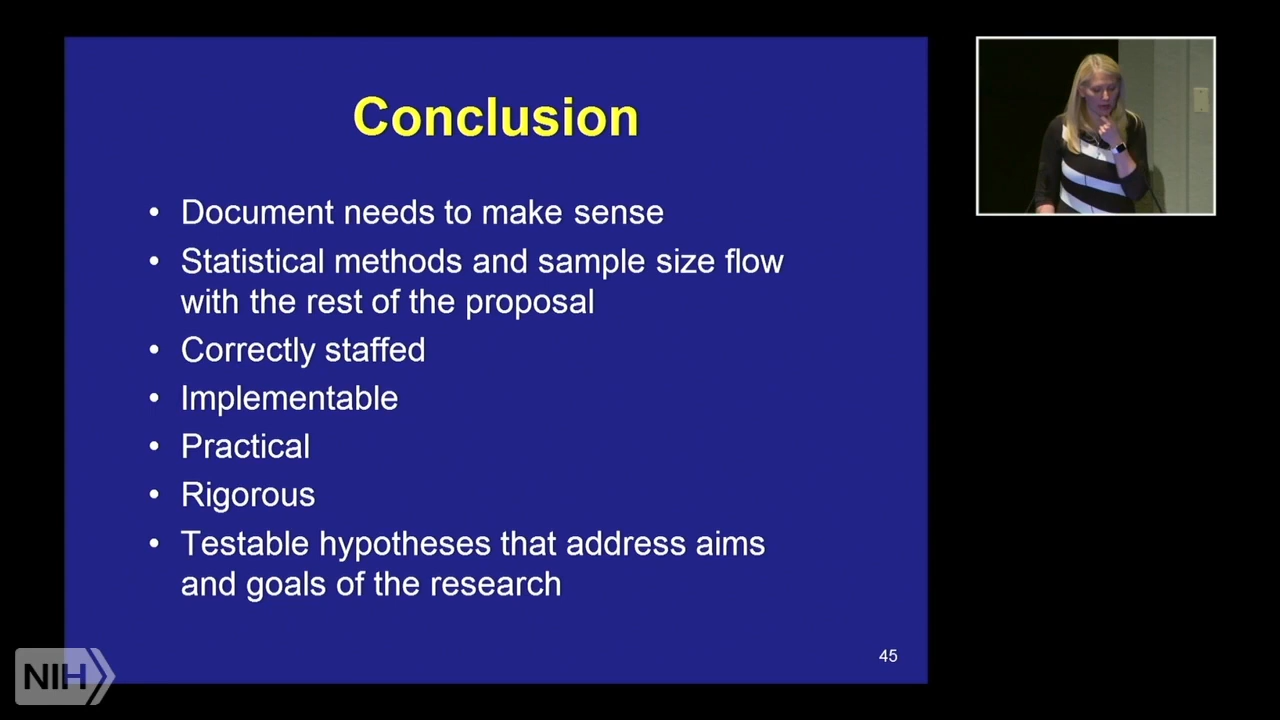 Conclusion
• Document needs to make sense
• Statistical methods and sample size flow
with the rest of the proposal
• Correctly staffed
• Implementable
• Practical
• Rigorous
• Testable hypotheses that address aims
and goals of the research
45
NIH